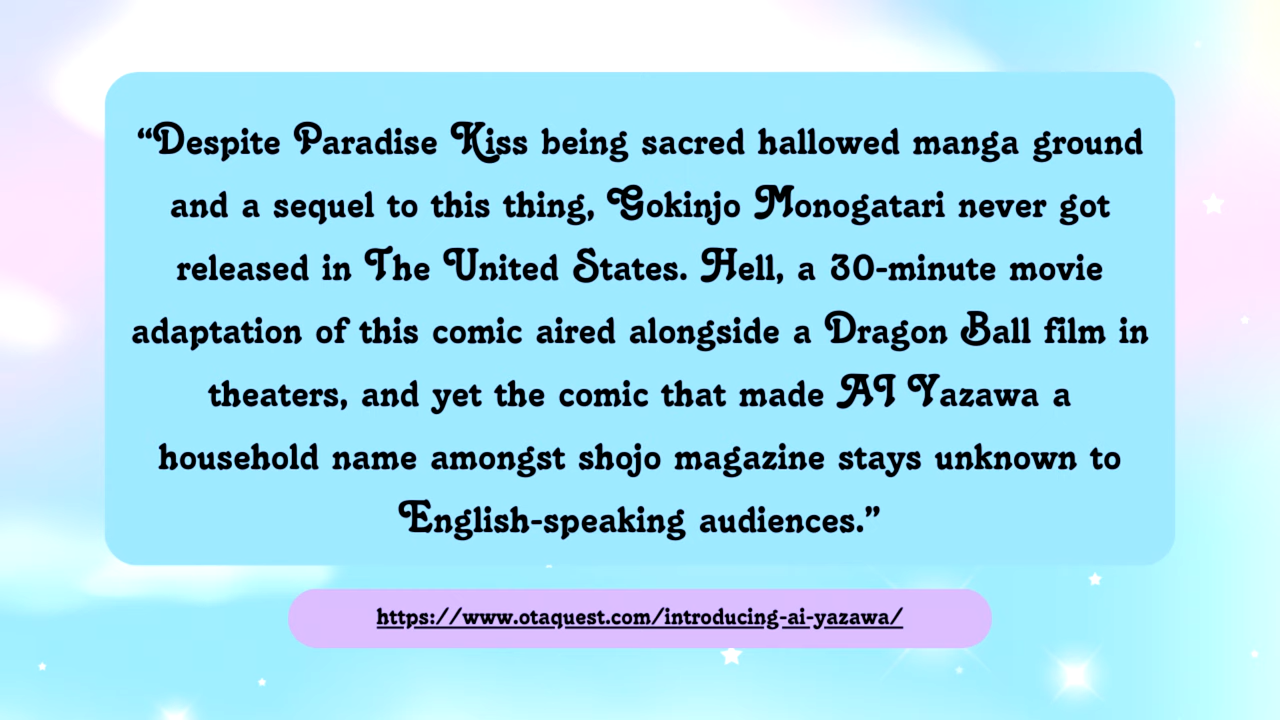 “Despite Paradise Kiss being sacred hallowed manga ground
and a sequel to this thing, Gokinjo Monogatari never got
released in The United States. Hell, a 30-minute movie
adaptation of this comic aired alongside a Dragon Ball film in
theaters, and yet the comic that made AI Yazawa a
household name amongst shojo magazine stays unknown to
English-speaking audiences.”
https://www.otaquest.com/introducing-ai-yazawa/